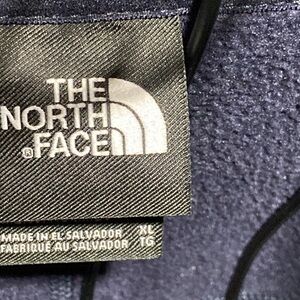 THE
NORTH
®FACE
MADE IN EL SALVADOR
FABRIQUÉ AU SALVADOR
XL
TG